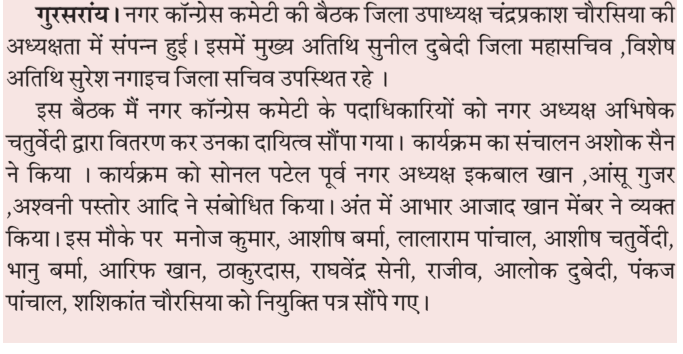 गुरसरांय। नगर कॉन्ग्रेस कमेटी की बैठक जिला उपाध्यक्ष चंद्रप्रकाश चौरसिया की
अध्यक्षता में संपन्न हुई। इसमें मुख्य अतिथि सुनील दुबेदी जिला महासचिव ,विशेष
अतिथि सुरेश नगाइच जिला सचिव उपस्थित रहे ।
इस बैठक मैं नगर कॉन्ग्रेस कमेटी के पदाधिकारियों को नगर अध्यक्ष अभिषेक
चतुर्वेदी द्वारा वितरण कर उनका दायित्व सौंपा गया। कार्यक्रम का संचालन अशोक सैन
ने किया । कार्यक्रम को सोनल पटेल पूर्व नगर अध्यक्ष इकबाल खान ,आंसू गुजर
,अश्वनी पस्तोर आदि ने संबोधित किया। अंत में आभार आजाद खान मेंबर ने व्यक्त
किया। इस मौके पर मनोज कुमार, आशीष बर्मा, लालाराम पांचाल, आशीष चतुर्वेदी,
भानु बर्मा, आरिफ खान, ठाकुरदास, राघवेंद्र सेनी, राजीव, आलोक दुबेदी, पंकज
पांचाल, शशिकांत चौरसिया को नियुक्ति पत्र सौंपे गए।